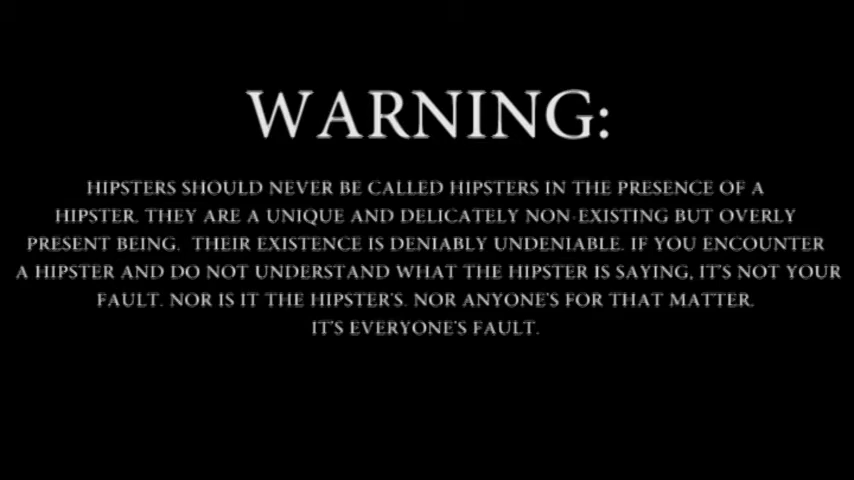 WARNING:
HIPSTERS SHOULD NEVER BE CALLED HIPSTERS IN THE PRESENCE OF A
HIPSTER. THEY ARE A UNIQUE AND DELICATELY NON-EXISTING BUT OVERLY
PRESENT BEING. THEIR EXISTENCE IS DENIABLY UNDENIABLE. IF YOU ENCOUNTER
A HIPSTER AND DO NOT UNDERSTAND WHAT THE HIPSTER IS SAYING, IT'S NOT YOUR
FAULT. NOR IS IT THE HIPSTER'S. NOR ANYONE'S FOR THAT MATTER.
IT'S EVERYONE'S FAULT.